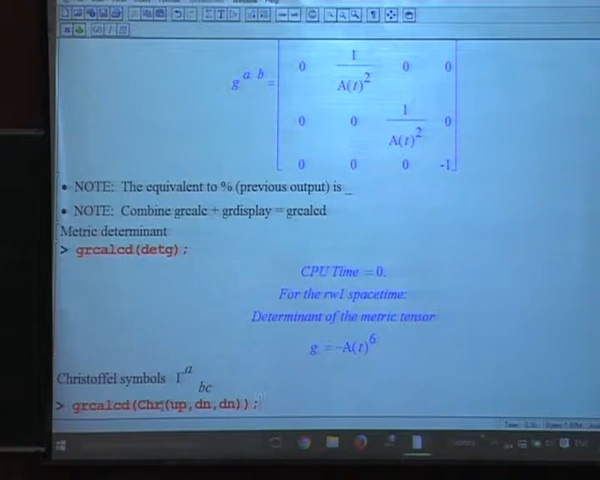 0 1/A(t)^2 0 0
g^{a b} =
0 0 1/A(t)^2 0
0 0 0 -1
• NOTE: The equivalent to % (previous output) is _
• NOTE: Combine grcalc + grdisplay = grcalcd
Metric determinant
> grcalcd(detg);
CPU Time = 0.
For the rw1 spacetime:
Determinant of the metric tensor
g = -A(t)^6
Christoffel symbols Γ^a_{bc}
> grcalcd(Chr(up,dn,dn));